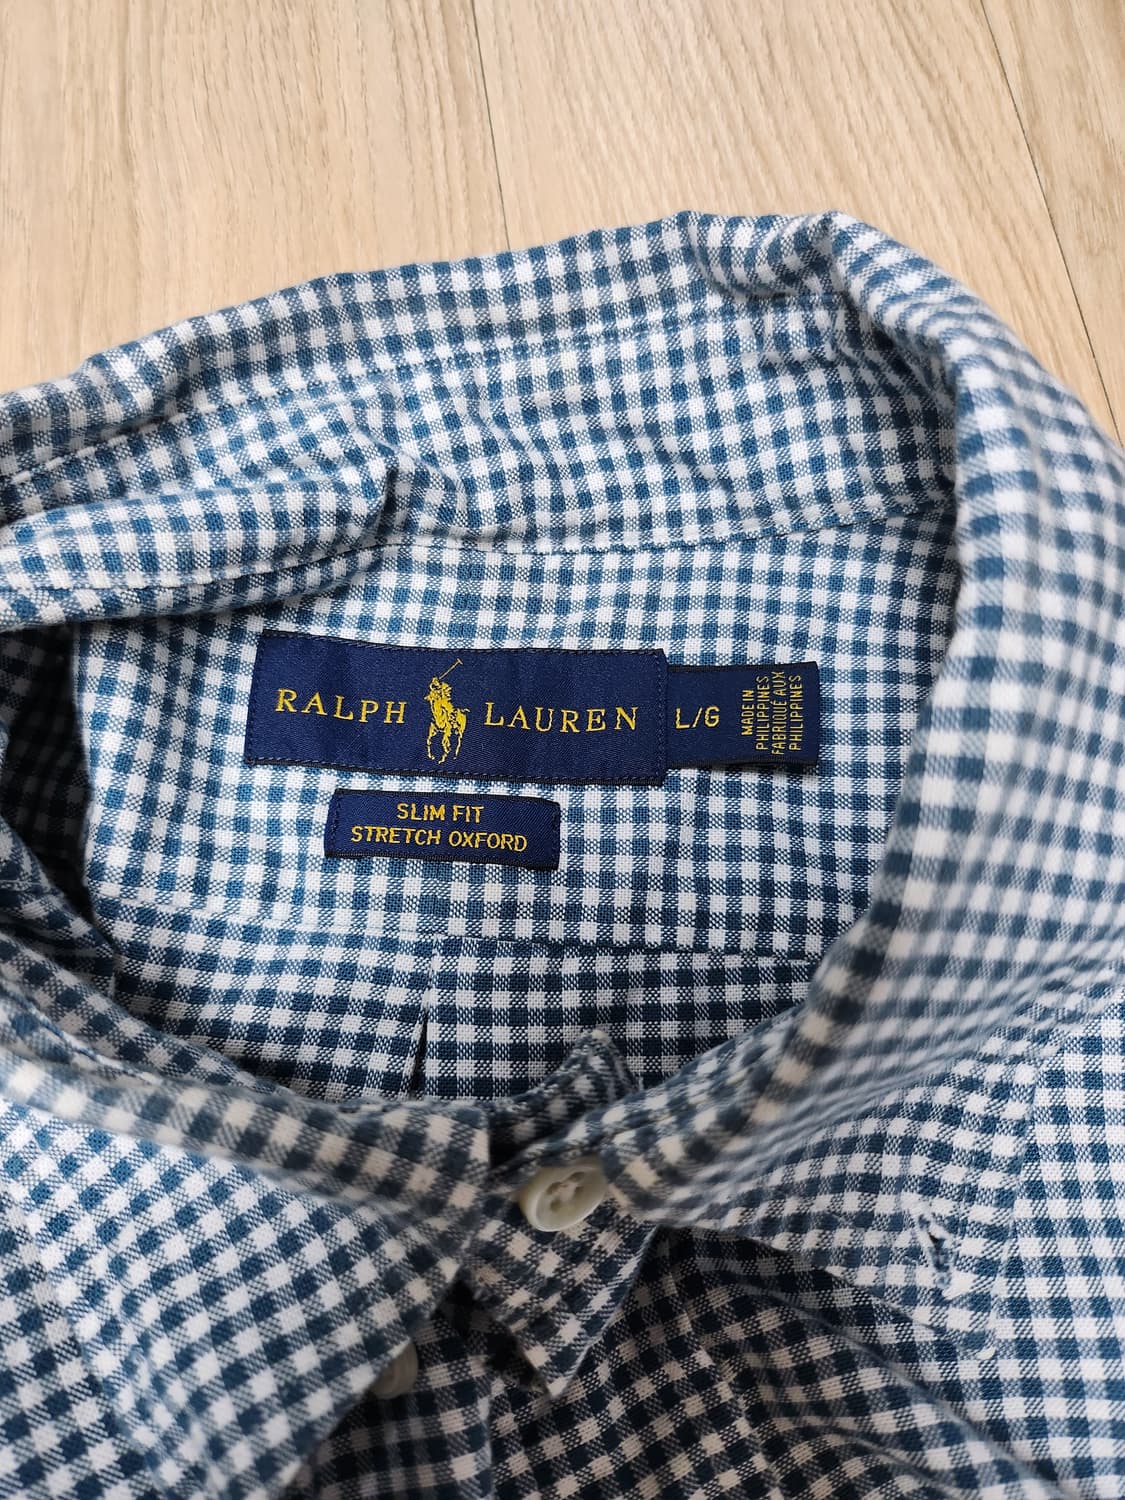 RALPH LAUREN
L/G
MADE IN
PHILIPPINES
FABRIQUÉ AUX
PHILIPPINES
SLIM FIT
STRETCH OXFORD